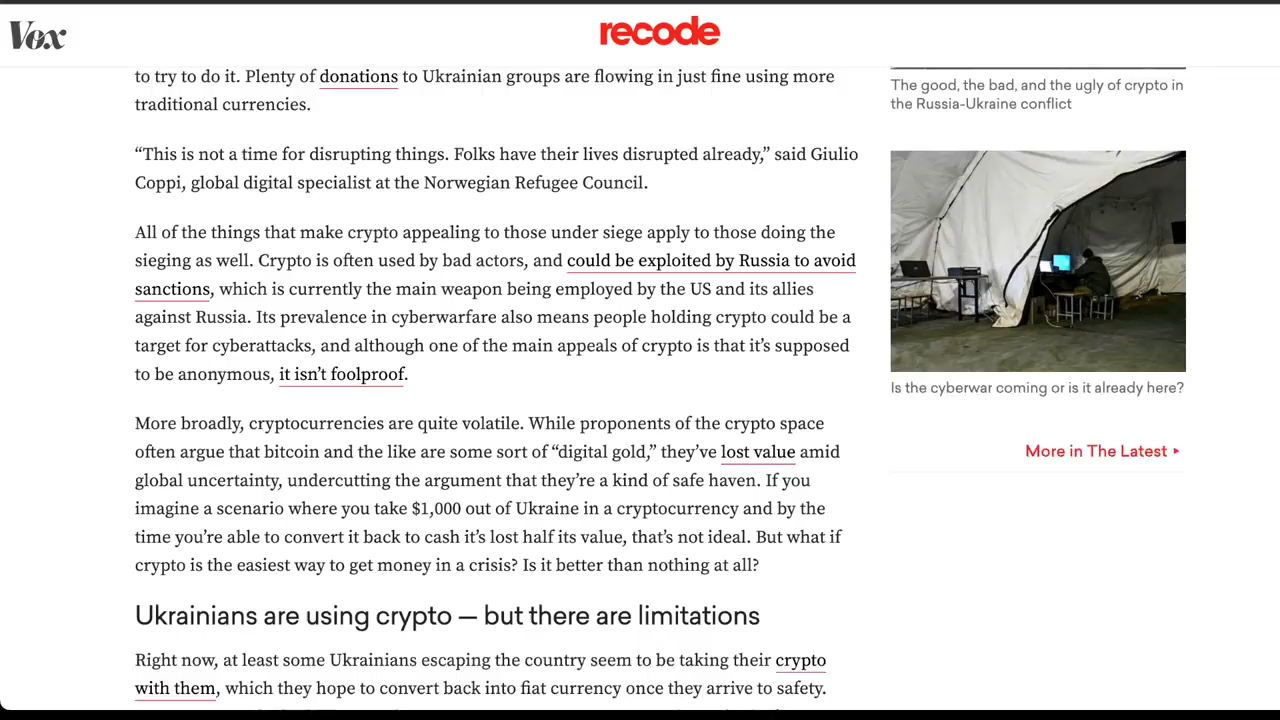 Vox
recode
to try to do it. Plenty of donations to Ukrainian groups are flowing in just fine using more
traditional currencies.
“This is not a time for disrupting things. Folks have their lives disrupted already,” said Giulio
Coppi, global digital specialist at the Norwegian Refugee Council.
All of the things that make crypto appealing to those under siege apply to those doing the
sieging as well. Crypto is often used by bad actors, and could be exploited by Russia to avoid
sanctions, which is currently the main weapon being employed by the US and its allies
against Russia. Its prevalence in cyberwarfare also means people holding crypto could be a
target for cyberattacks, and although one of the main appeals of crypto is that it’s supposed
to be anonymous, it isn’t foolproof.
More broadly, cryptocurrencies are quite volatile. While proponents of the crypto space
often argue that bitcoin and the like are some sort of “digital gold,” they’ve lost value amid
global uncertainty, undercutting the argument that they’re a kind of safe haven. If you
imagine a scenario where you take $1,000 out of Ukraine in a cryptocurrency and by the
time you’re able to convert it back to cash it’s lost half its value, that’s not ideal. But what if
crypto is the easiest way to get money in a crisis? Is it better than nothing at all?
Ukrainians are using crypto — but there are limitations
Right now, at least some Ukrainians escaping the country seem to be taking their crypto
with them, which they hope to convert back into fiat currency once they arrive to safety.
The good, the bad, and the ugly of crypto in
the Russia-Ukraine conflict
Is the cyberwar coming or is it already here?
More in The Latest